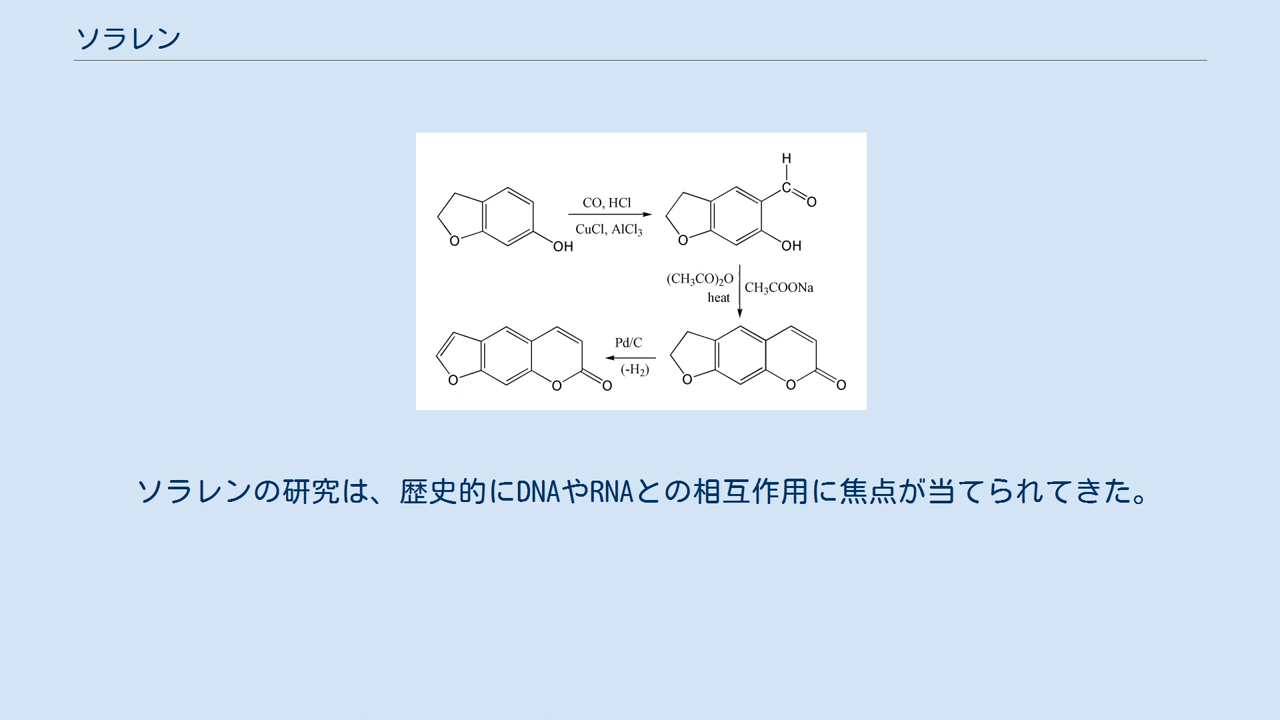 ソラレン
H
C
O
O
OH
CO, HCl
CuCl, AlCl3
O
OH
(CH3CO)2O
heat
CH3COONa
O
O
O
Pd/C
(-H2)
O
O
O
ソラレンの研究は、歴史的にDNAやRNAとの相互作用に焦点が当てられてきた。